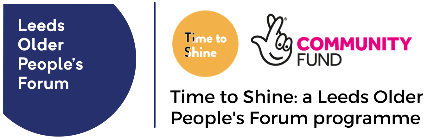 Leeds
Older
People's
Forum
Time to
Shine
COMMUNITY
FUND
Time to Shine: a Leeds Older
People's Forum programme